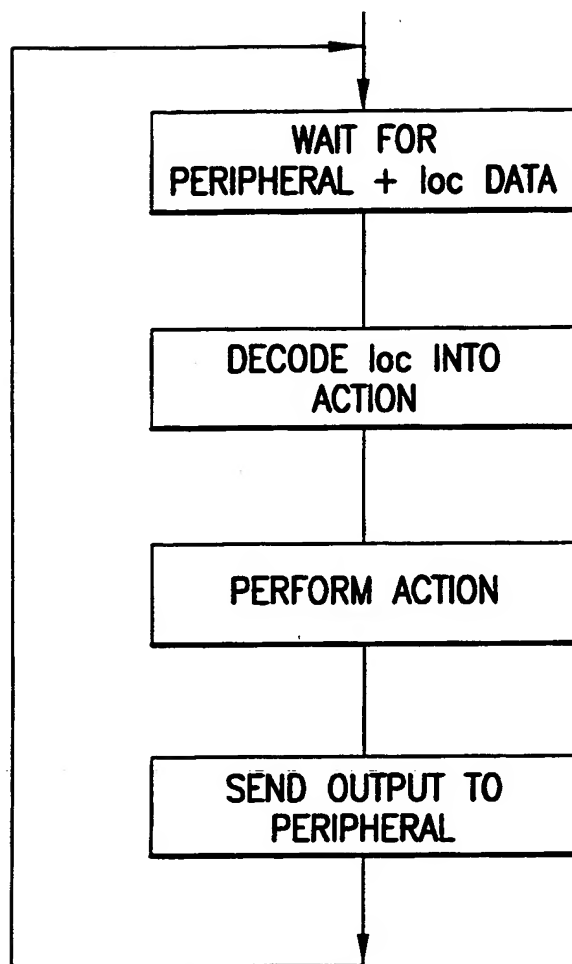 WAIT FOR
PERIPHERAL + loc DATA
DECODE loc INTO
ACTION
PERFORM ACTION
SEND OUTPUT TO
PERIPHERAL